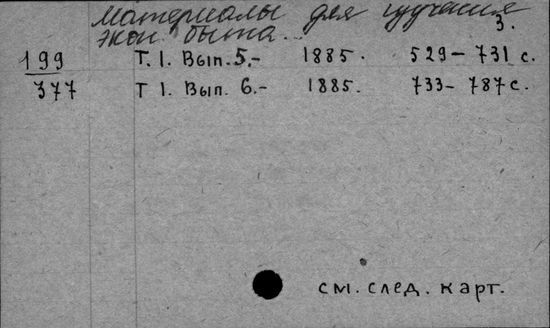 Материалы для изучения
экон. быта... 3.
199 Т. I. Вып. 5.- 1885. 529-731 с.
377 Т I. Вып. 6.- 1885. 733-787 с.
см. след. карт.